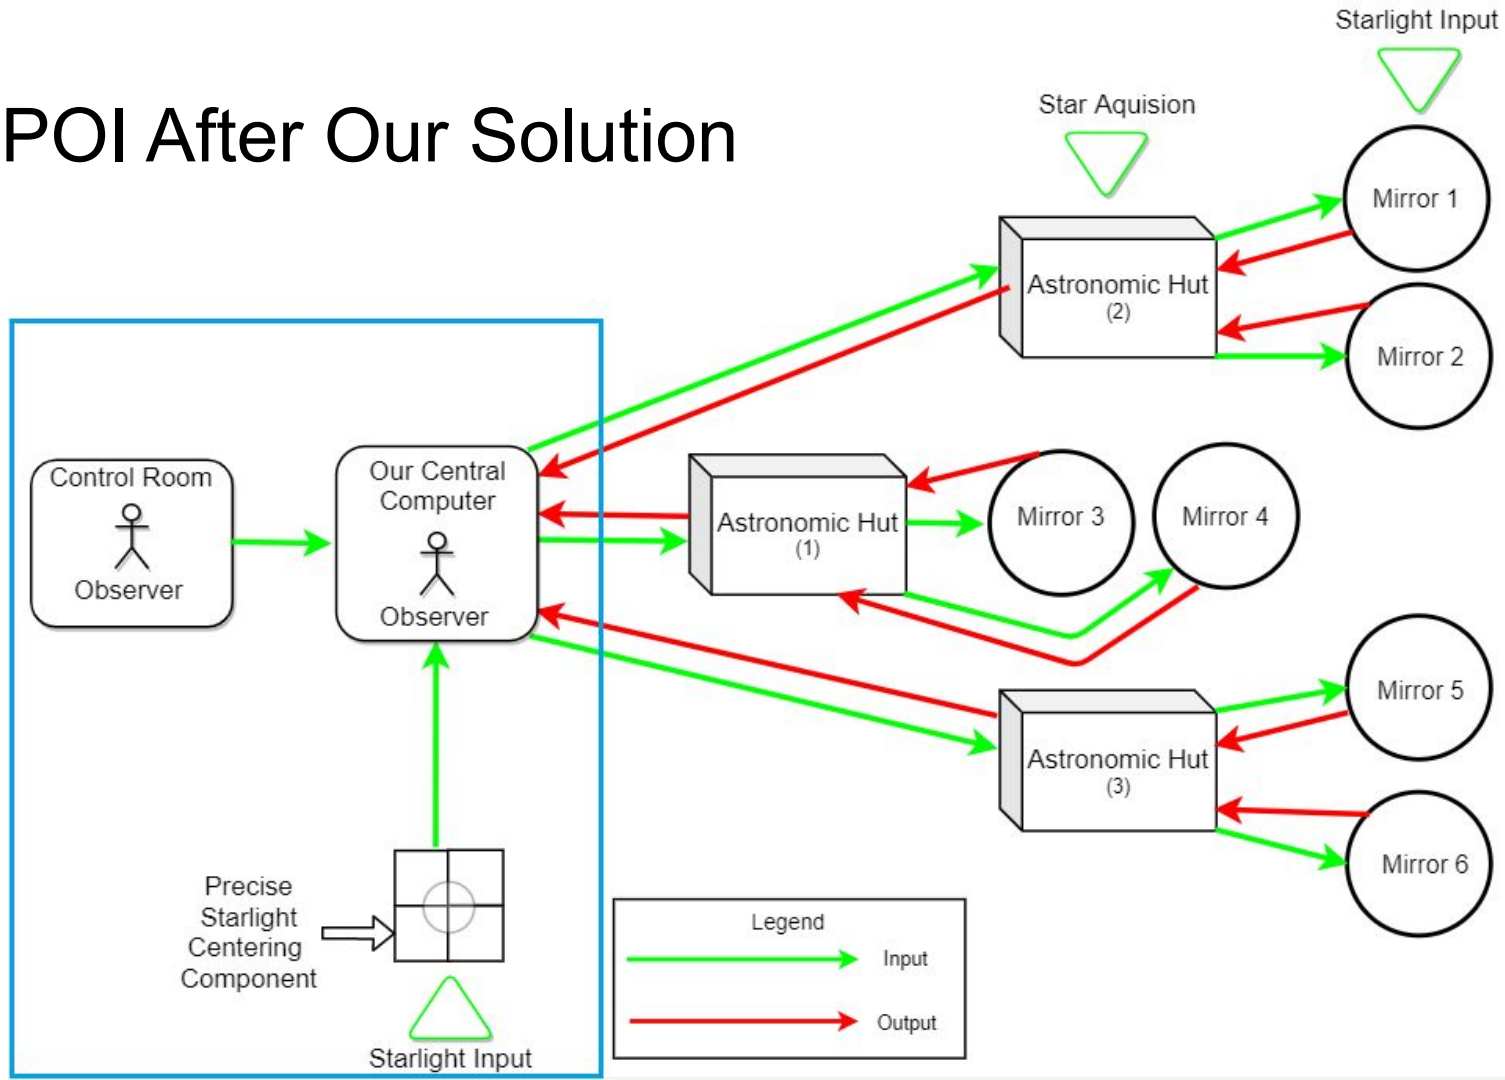 POI After Our Solution
Starlight Input
Star Aquision
Mirror 1
Astronomic Hut
(2)
Mirror 2
Control Room
Observer
Our Central
Computer
Observer
Astronomic Hut
(1)
Mirror 3
Mirror 4
Mirror 5
Astronomic Hut
(3)
Mirror 6
Precise
Starlight
Centering
Component
Starlight Input
Legend
Input
Output